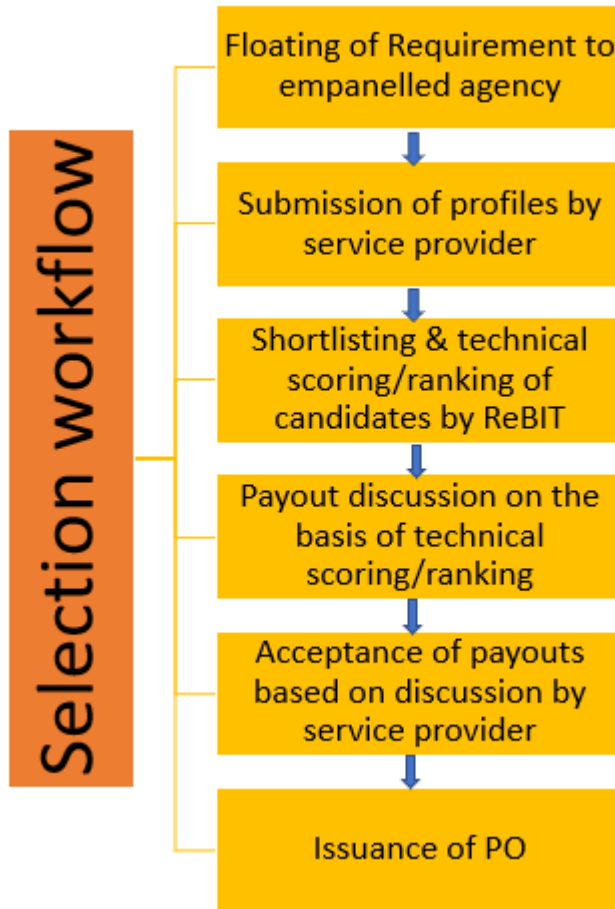 Selection workflow
Floating of Requirement to
empanelled agency
Submission of profiles by
service provider
Shortlisting & technical
scoring/ranking of
candidates by ReBIT
Payout discussion on the
basis of technical
scoring/ranking
Acceptance of payouts
based on discussion by
service provider
Issuance of PO